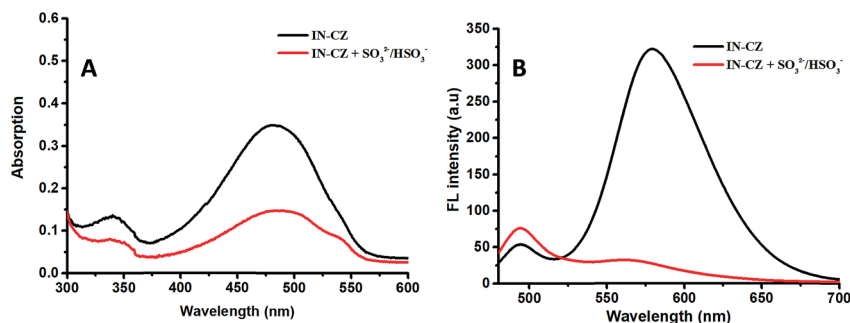 A
IN-CZ
IN-CZ + SO₃²⁻/HSO₃⁻
Absorption
0.6
0.5
0.4
0.3
0.2
0.1
0.0
300 350 400 450 500 550 600
Wavelength (nm)
B
IN-CZ
IN-CZ + SO₃²⁻/HSO₃⁻
FL intensity (a.u)
350
300
250
200
150
100
50
0
500 550 600 650 700
Wavelength (nm)